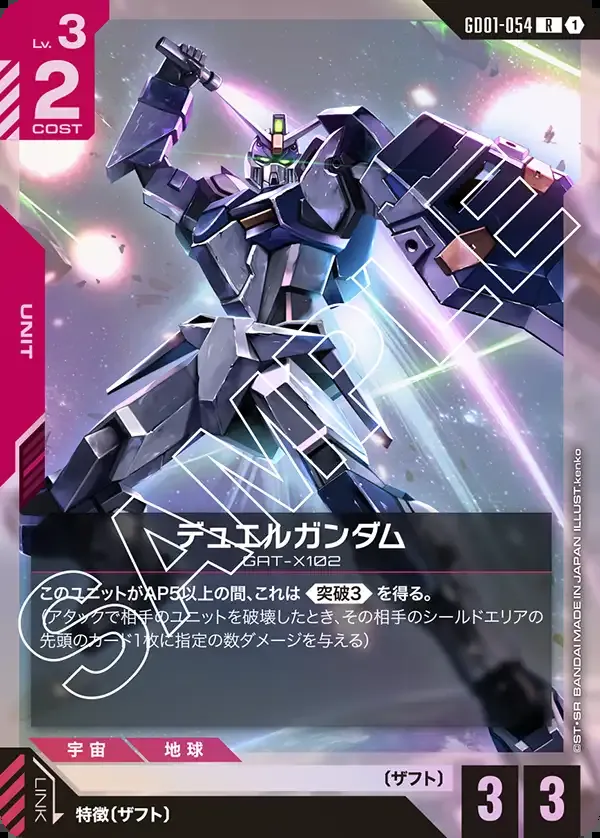 Lv. 3
2
COST
GD01-054 R 1
UNIT
SAMPLE
デュエルガンダム
GAT-X102
このユニットがAP5以上の間、これは 突破3 を得る。
（アタックで相手のユニットを破壊したとき、その相手のシールドエリアの
先頭のカード1枚に指定の数ダメージを与える）
宇宙 地球
〔ザフト〕
LINK
特徴〔ザフト〕
3 3
©ST・SR BANDAI MADE IN JAPAN ILLUST.kenko